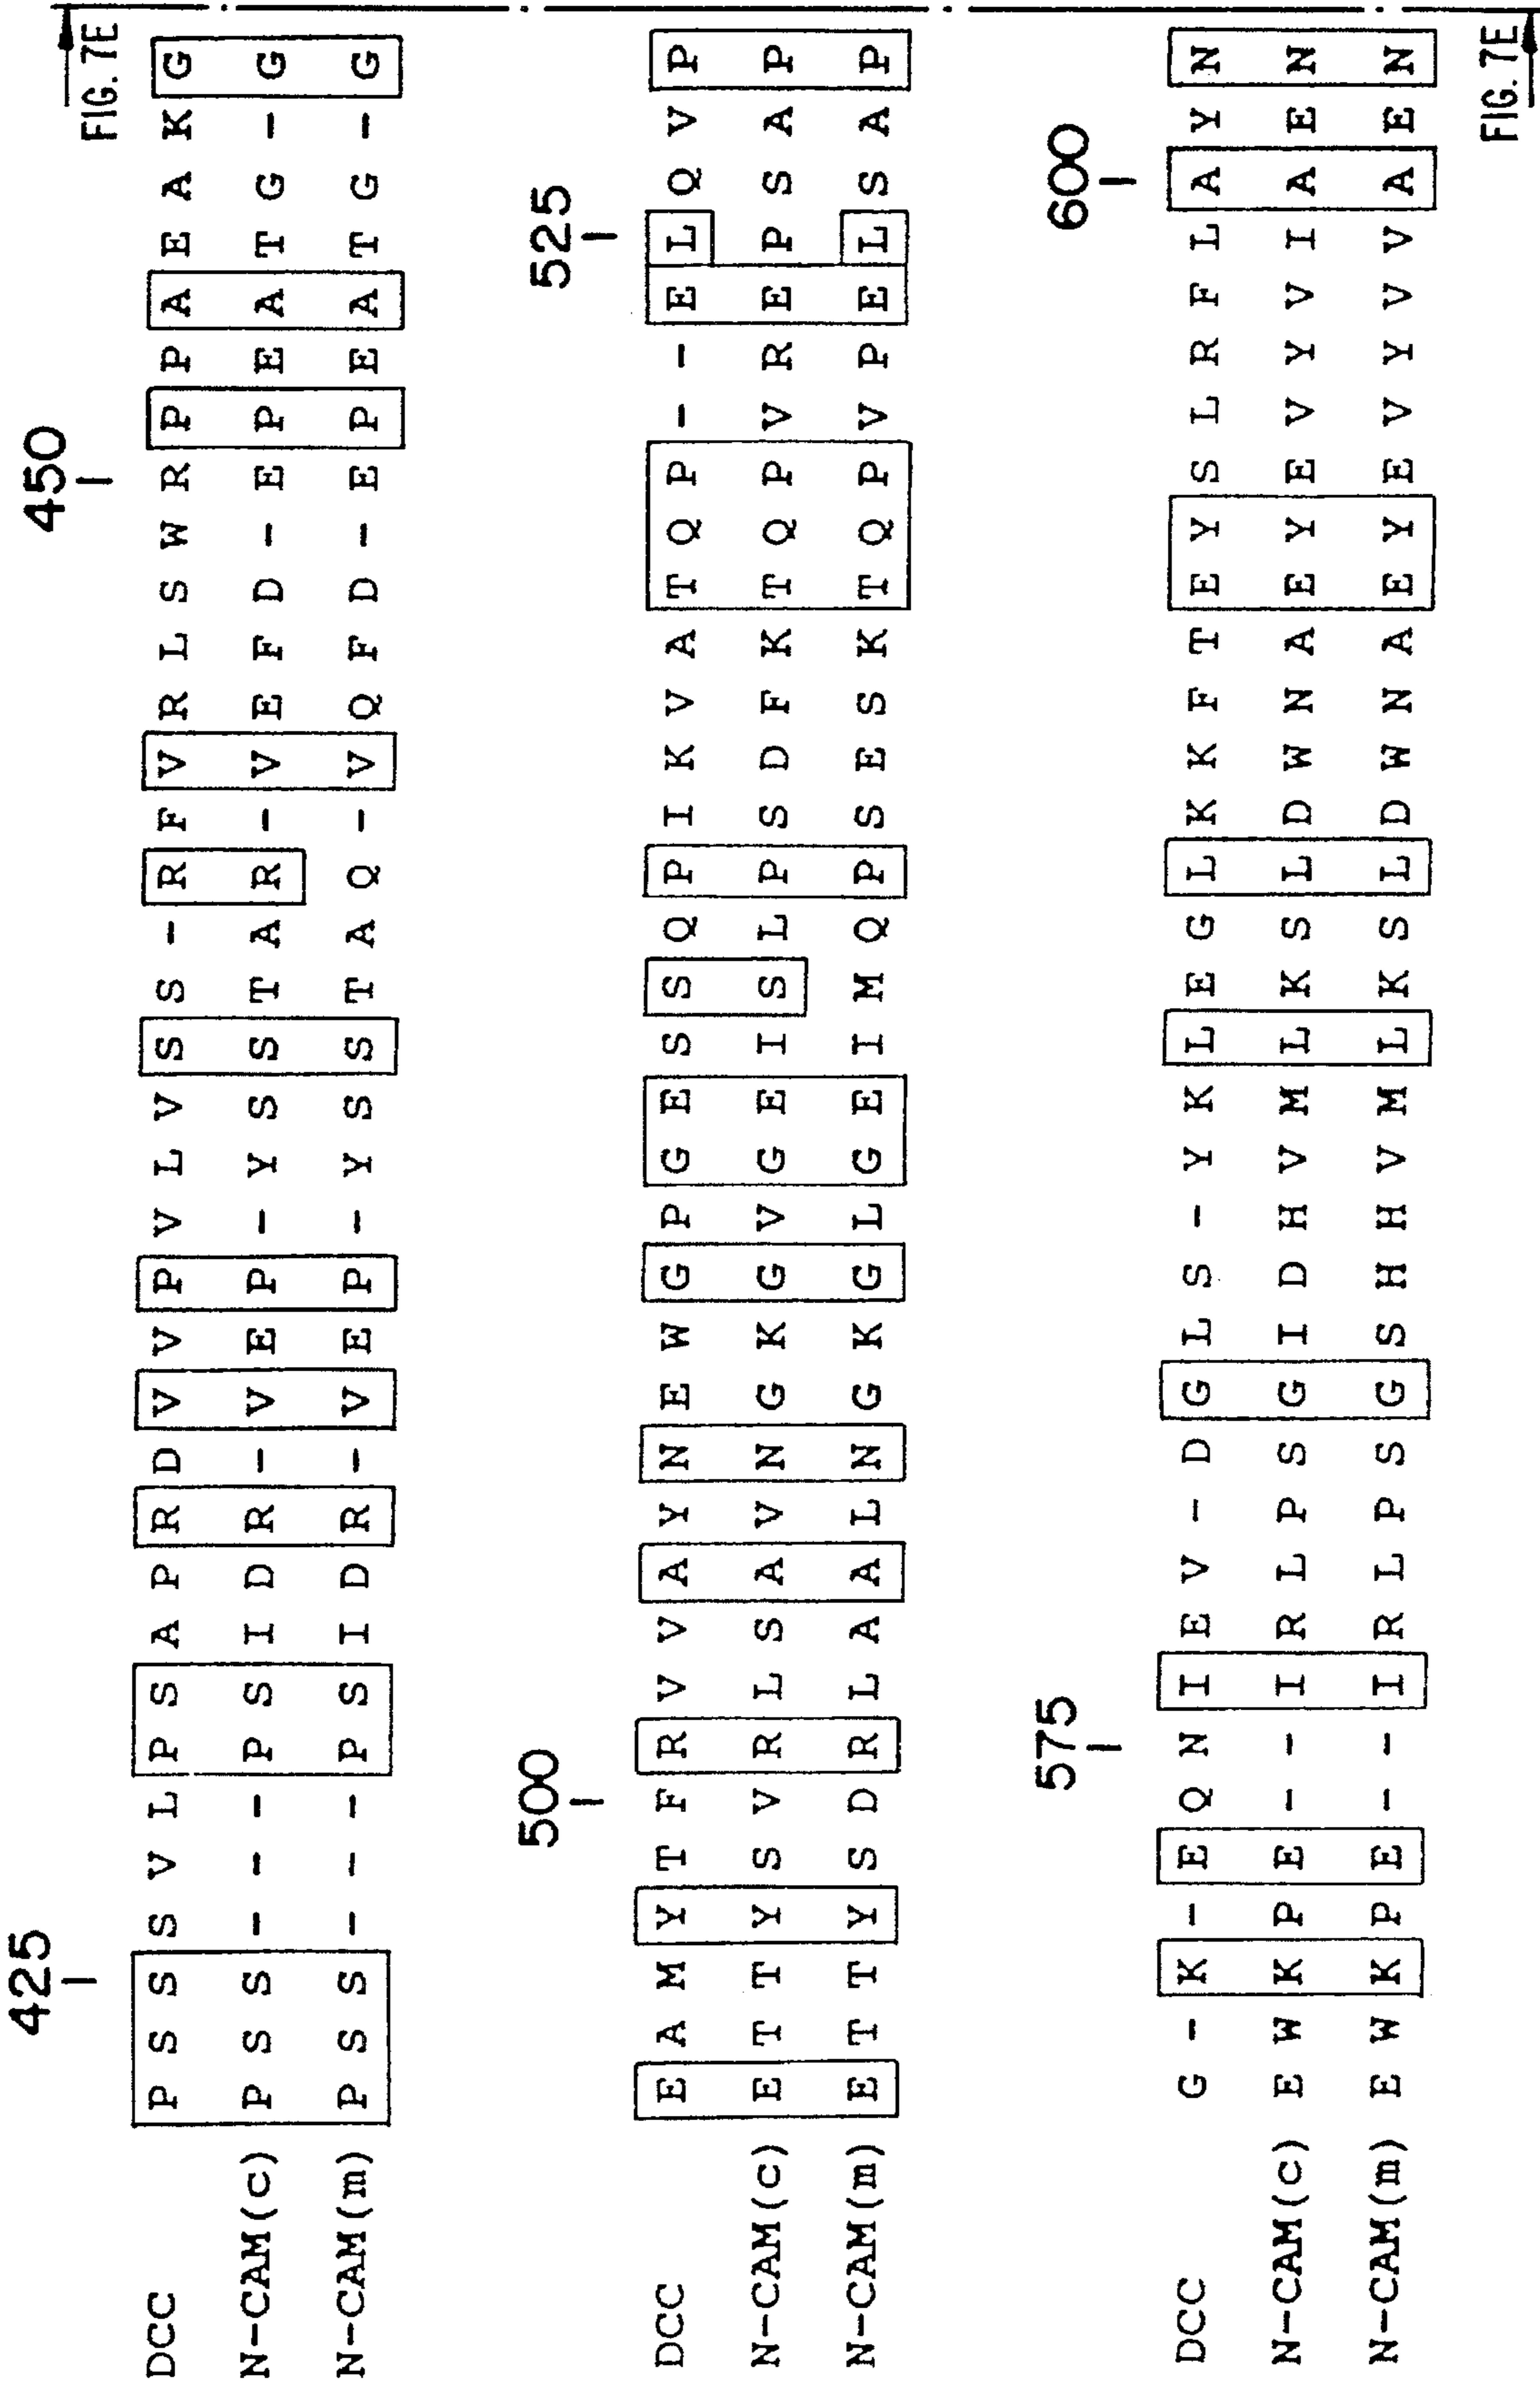 425 450
DCC P S S S V L P S A P R D V V P V L V S S - R F V R L S W R P P A E A K G
N-CAM(c) P S S - - - P S I D R - V E P - Y S S T A R - V E F D - E P E A T G - G
N-CAM(m) P S S - - - P S I D R - V E P - Y S S T A Q - V Q F D - E P E A T G - G
FIG. 7E
500 525
DCC E A M Y T F R V V A Y N E W G P G E S S Q P I K V A T Q P - - E L Q V P
N-CAM(c) E T T Y S V R L S A V N G K G V G E I S L P S D F K T Q P V R E P S A P
N-CAM(m) E T T Y S D R L A A L N G K G L G E I M Q P S E S K T Q P V P E L S A P
575 600
DCC G - K - E Q N I E V - D G L S - Y K L E G L K K F T E Y S L R F L A Y N
N-CAM(c) E W K P E - - I R L P S G I D H V M L K S L D W N A E Y E V Y V I A E N
N-CAM(m) E W K P E - - I R L P S G S H H V M L K S L D W N A E Y E V Y V V A E N
FIG. 7E